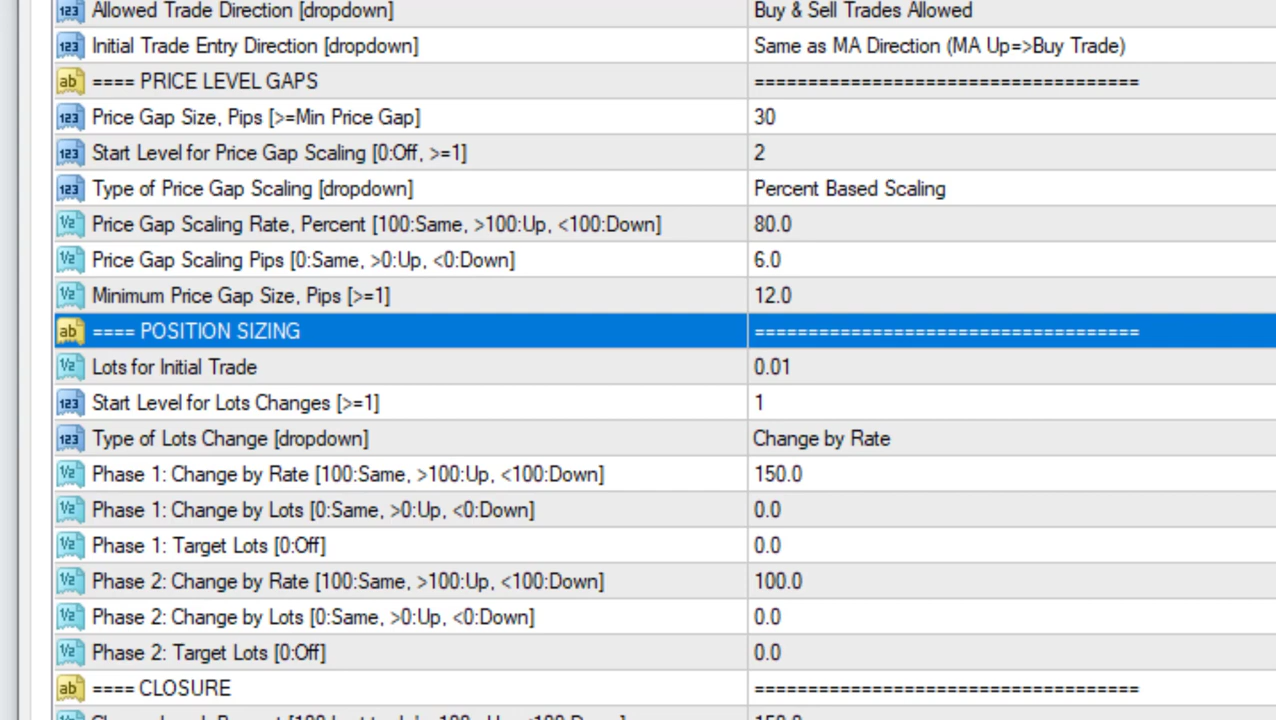 Allowed Trade Direction [dropdown] Buy & Sell Trades Allowed
Initial Trade Entry Direction [dropdown] Same as MA Direction (MA Up=>Buy Trade)
==== PRICE LEVEL GAPS ====================================
Price Gap Size, Pips [>=Min Price Gap] 30
Start Level for Price Gap Scaling [0:Off, >=1] 2
Type of Price Gap Scaling [dropdown] Percent Based Scaling
Price Gap Scaling Rate, Percent [100:Same, >100:Up, <100:Down] 80.0
Price Gap Scaling Pips [0:Same, >0:Up, <0:Down] 6.0
Minimum Price Gap Size, Pips [>=1] 12.0
==== POSITION SIZING ====================================
Lots for Initial Trade 0.01
Start Level for Lots Changes [>=1] 1
Type of Lots Change [dropdown] Change by Rate
Phase 1: Change by Rate [100:Same, >100:Up, <100:Down] 150.0
Phase 1: Change by Lots [0:Same, >0:Up, <0:Down] 0.0
Phase 1: Target Lots [0:Off] 0.0
Phase 2: Change by Rate [100:Same, >100:Up, <100:Down] 100.0
Phase 2: Change by Lots [0:Same, >0:Up, <0:Down] 0.0
Phase 2: Target Lots [0:Off] 0.0
==== CLOSURE ====================================